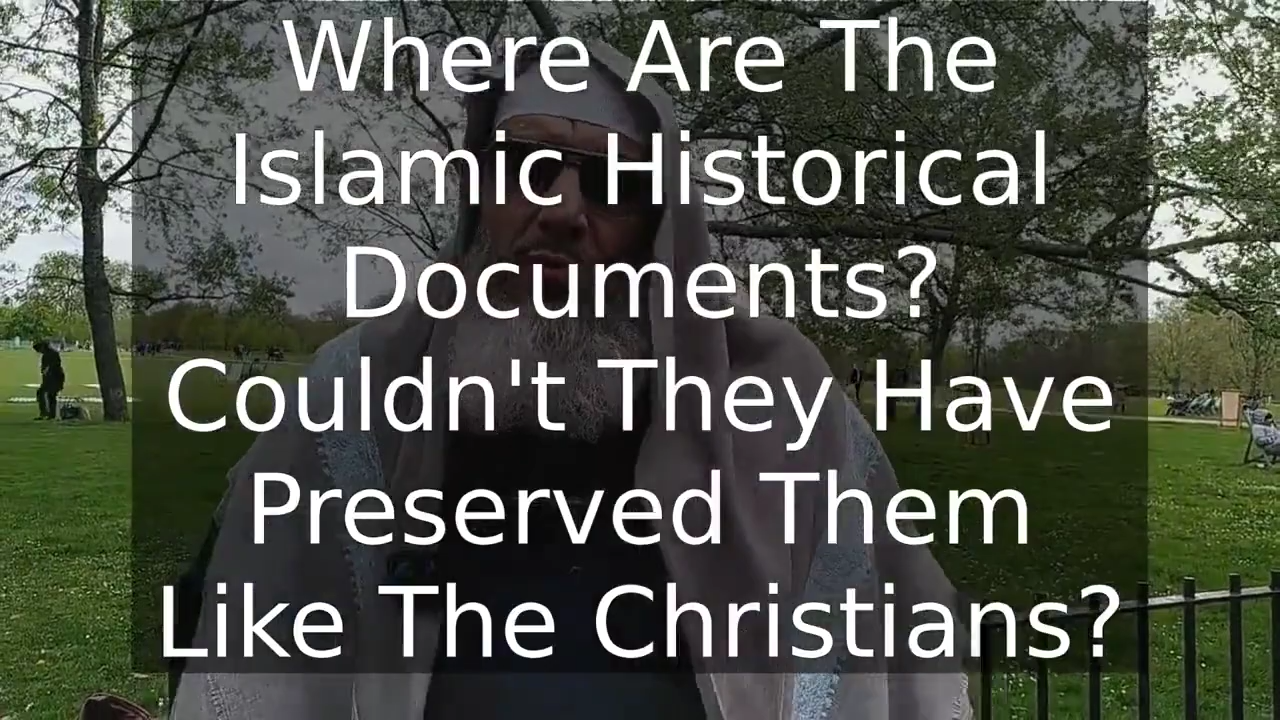 Where Are The
Islamic Historical
Documents?
Couldn't They Have
Preserved Them
Like The Christians?